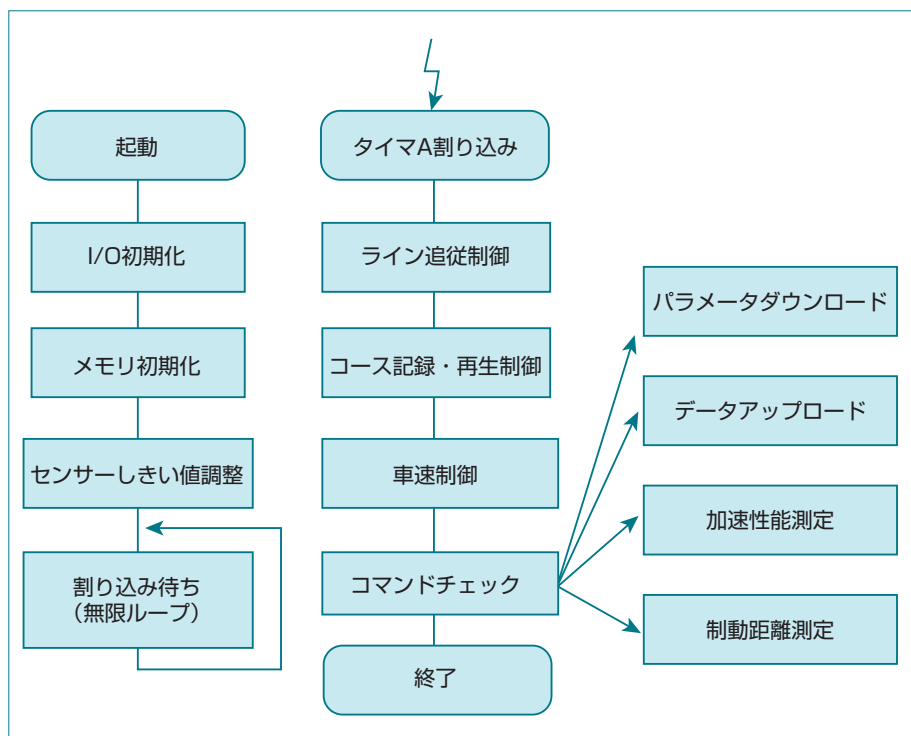 起動
I/O初期化
メモリ初期化
センサーしきい値調整
割り込み待ち
（無限ループ）
タイマA割り込み
ライン追従制御
コース記録・再生制御
車速制御
コマンドチェック
終了
パラメータダウンロード
データアップロード
加速性能測定
制動距離測定